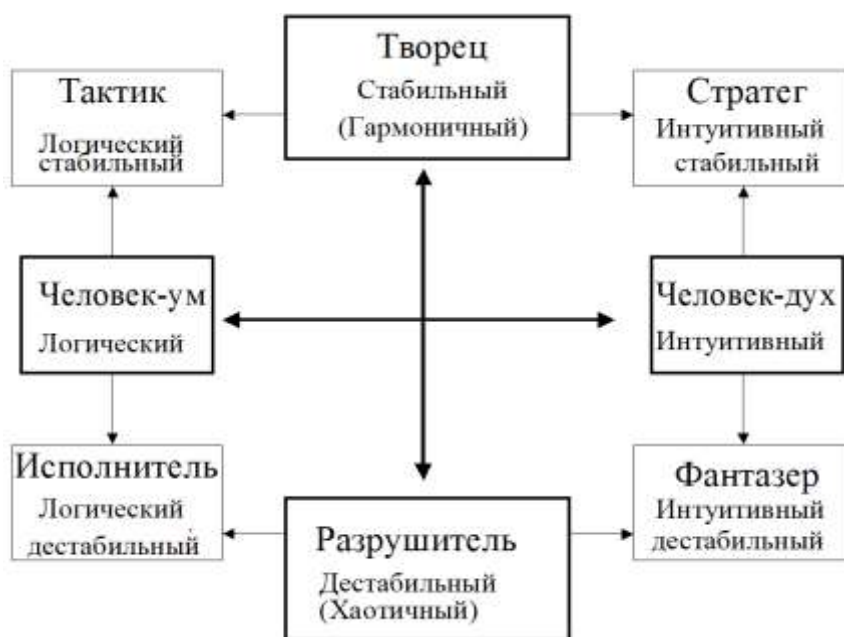 Творец
Стабильный
(Гармоничный)
Тактик
Логический
стабильный
Стратег
Интуитивный
стабильный
Человек-ум
Логический
Человек-дух
Интуитивный
Исполнитель
Логический
дестабильный
Разрушитель
Дестабильный
(Хаотичный)
Фантазер
Интуитивный
дестабильный